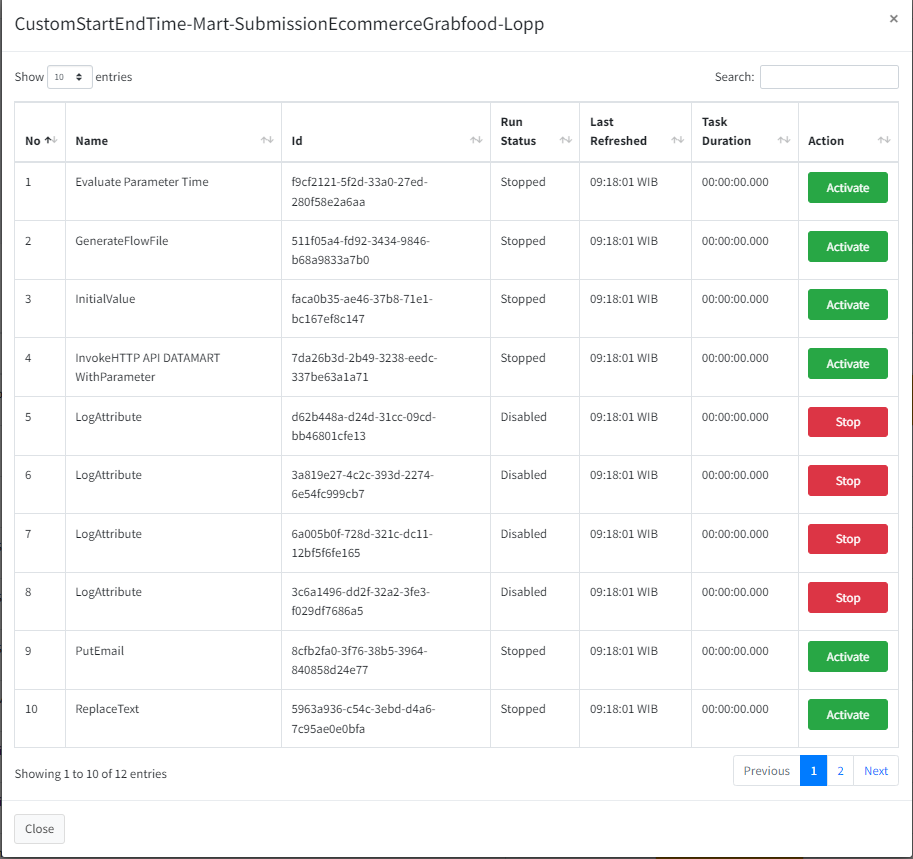 CustomStartEndTime-Mart-SubmissionEcommerceGrabfood-Lopp ×
Show 10 entries Search:
No Name Id Run Status Last Refreshed Task Duration Action
1 Evaluate Parameter Time f9cf2121-5f2d-33a0-27ed-280f58e2a6aa Stopped 09:18:01 WIB 00:00:00.000 Activate
2 GenerateFlowFile 511f05a4-fd92-3434-9846-b68a9833a7b0 Stopped 09:18:01 WIB 00:00:00.000 Activate
3 InitialValue faca0b35-ae46-37b8-71e1-bc167ef8c147 Stopped 09:18:01 WIB 00:00:00.000 Activate
4 InvokeHTTP API DATAMART WithParameter 7da26b3d-2b49-3238-eedc-337be63a1a71 Stopped 09:18:01 WIB 00:00:00.000 Activate
5 LogAttribute d62b448a-d24d-31cc-09cd-bb46801cfe13 Disabled 09:18:01 WIB 00:00:00.000 Stop
6 LogAttribute 3a819e27-4c2c-393d-2274-6e54fc999cb7 Disabled 09:18:01 WIB 00:00:00.000 Stop
7 LogAttribute 6a005b0f-728d-321c-dc11-12bf5f6fe165 Disabled 09:18:01 WIB 00:00:00.000 Stop
8 LogAttribute 3c6a1496-dd2f-32a2-3fe3-f029df7686a5 Disabled 09:18:01 WIB 00:00:00.000 Stop
9 PutEmail 8cfb2fa0-3f76-38b5-3964-840858d24e77 Stopped 09:18:01 WIB 00:00:00.000 Activate
10 ReplaceText 5963a936-c54c-3ebd-d4a6-7c95ae0e0bfa Stopped 09:18:01 WIB 00:00:00.000 Activate
Showing 1 to 10 of 12 entries Previous 1 2 Next
Close